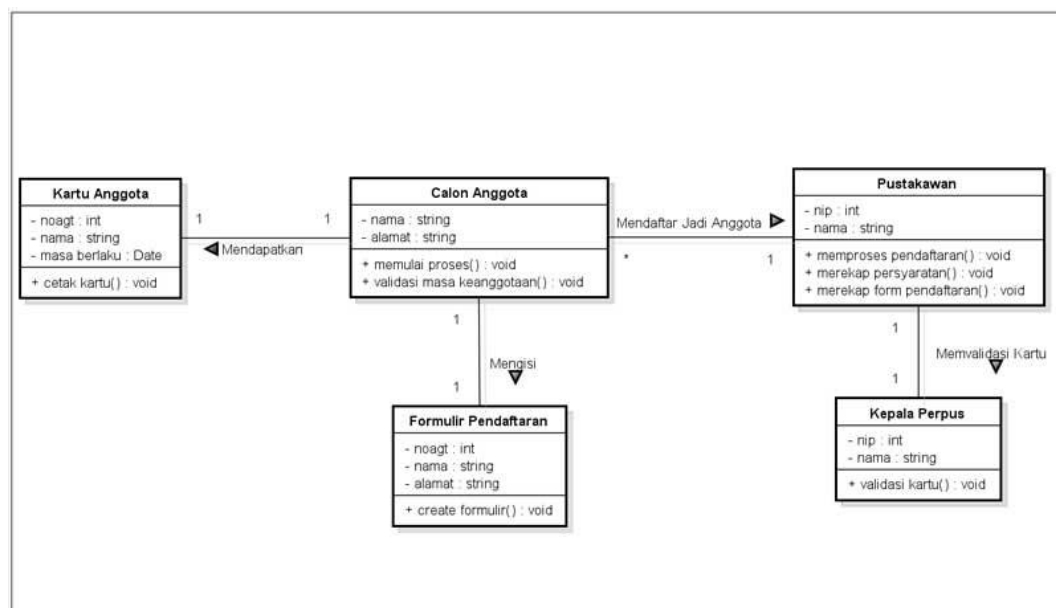 Kartu Anggota
- noagt : int
- nama : string
- masa berlaku : Date
+ cetak kartu() : void
1
1
Mendapatkan
Calon Anggota
- nama : string
- alamat : string
+ memulai proses() : void
+ validasi masa keanggotaan() : void
Mendaftar Jadi Anggota
*
1
Pustakawan
- nip : int
- nama : string
+ memproses pendaftaran() : void
+ merekap persyaratan() : void
+ merekap form pendaftaran() : void
1
Mengisi
1
Formulir Pendaftaran
- noagt : int
- nama : string
- alamat : string
+ create formulir() : void
1
Memvalidasi Kartu
1
Kepala Perpus
- nip : int
- nama : string
+ validasi kartu() : void